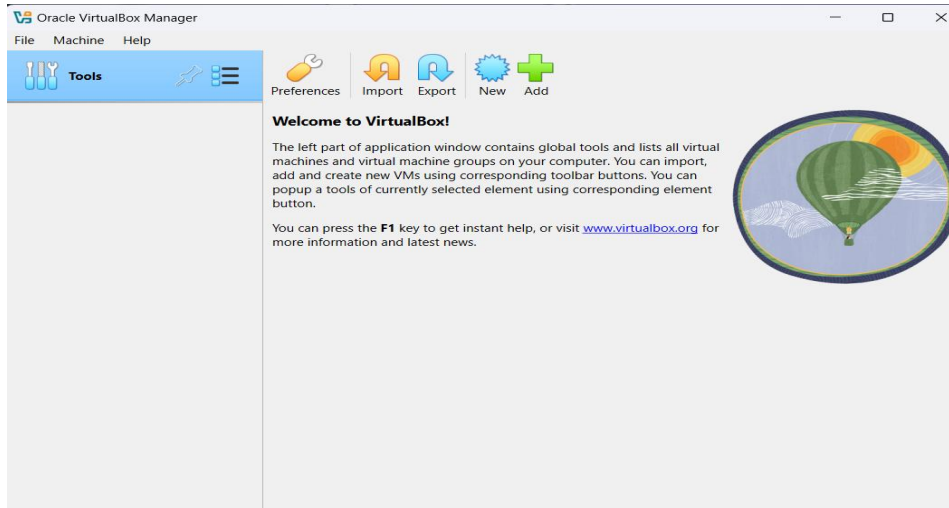 Oracle VirtualBox Manager
File Machine Help
Tools
Preferences Import Export New Add
Welcome to VirtualBox!
The left part of application window contains global tools and lists all virtual
machines and virtual machine groups on your computer. You can import,
add and create new VMs using corresponding toolbar buttons. You can
popup a tools of currently selected element using corresponding element
button.
You can press the F1 key to get instant help, or visit www.virtualbox.org for
more information and latest news.